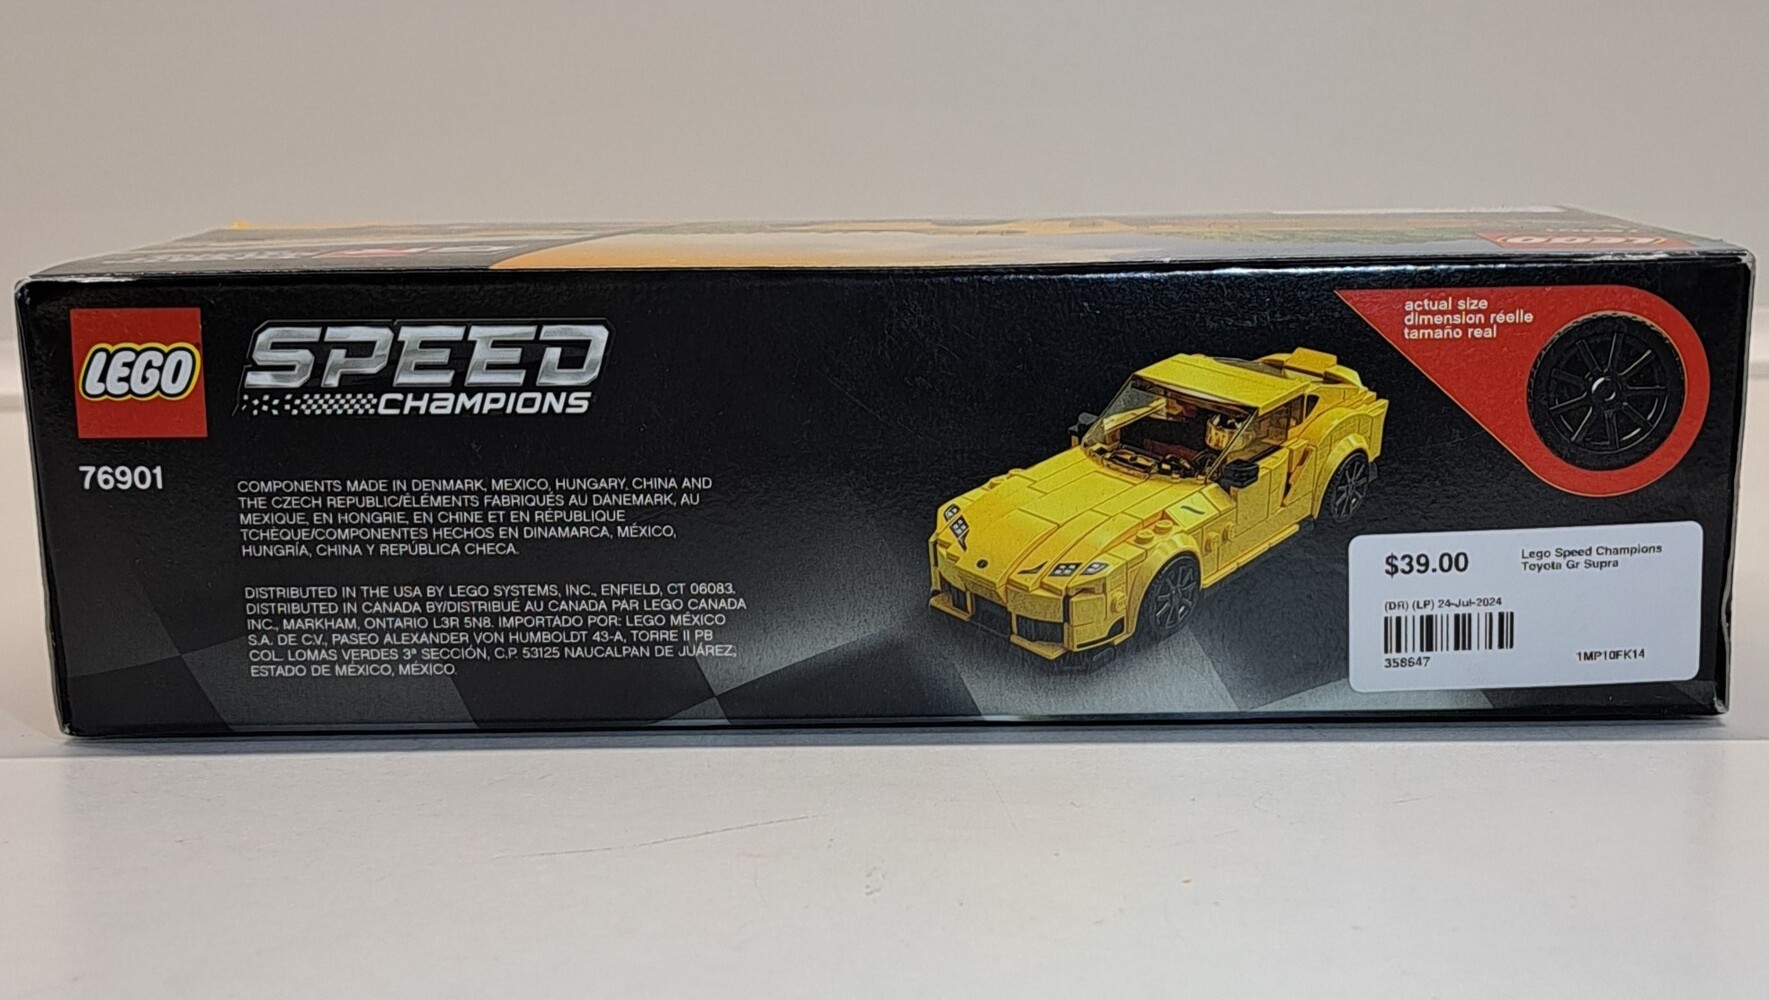 LEGO
SPEED
CHAMPIONS
76901
COMPONENTS MADE IN DENMARK, MEXICO, HUNGARY, CHINA AND
THE CZECH REPUBLIC/ÉLÉMENTS FABRIQUÉS AU DANEMARK, AU
MEXIQUE, EN HONGRIE, EN CHINE ET EN RÉPUBLIQUE
TCHÈQUE/COMPONENTES HECHOS EN DINAMARCA, MÉXICO,
HUNGRÍA, CHINA Y REPÚBLICA CHECA.
DISTRIBUTED IN THE USA BY LEGO SYSTEMS, INC., ENFIELD, CT 06083.
DISTRIBUTED IN CANADA BY/DISTRIBUÉ AU CANADA PAR LEGO CANADA
INC., MARKHAM, ONTARIO L3R 5N8. IMPORTADO POR: LEGO MÉXICO
S.A. DE C.V., PASEO ALEXANDER VON HUMBOLDT 43-A, TORRE II PB
COL. LOMAS VERDES 3ª SECCIÓN, C.P. 53125 NAUCALPAN DE JUÁREZ,
ESTADO DE MÉXICO, MÉXICO.
actual size
dimension réelle
tamaño real
$39.00
Lego Speed Champions
Toyota Gr Supra
(DR) (LP) 24-Jul-2024
358647
1MP10FK14
LEGO